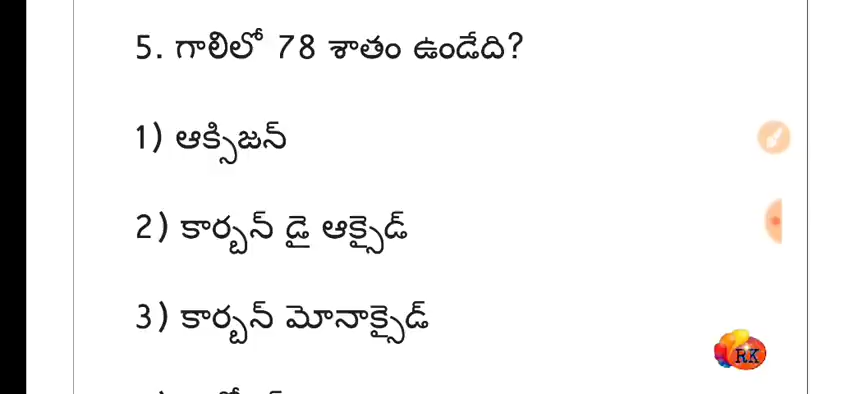 5. గాలిలో 78 శాతం ఉండేది?
1) ఆక్సిజన్
2) కార్బన్ డై ఆక్సైడ్
3) కార్బన్ మోనాక్సైడ్
RK